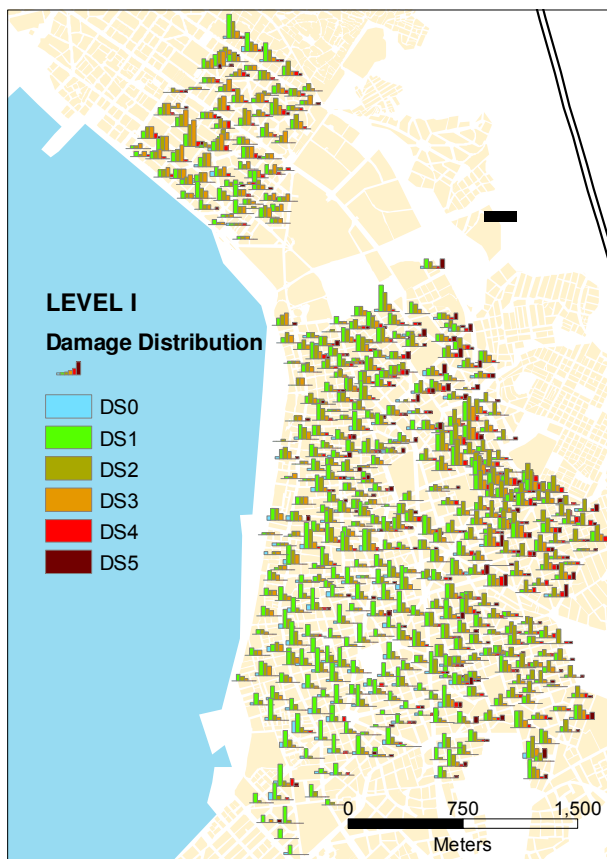 LEVEL I
Damage Distribution
DS0
DS1
DS2
DS3
DS4
DS5
0 750 1,500
Meters